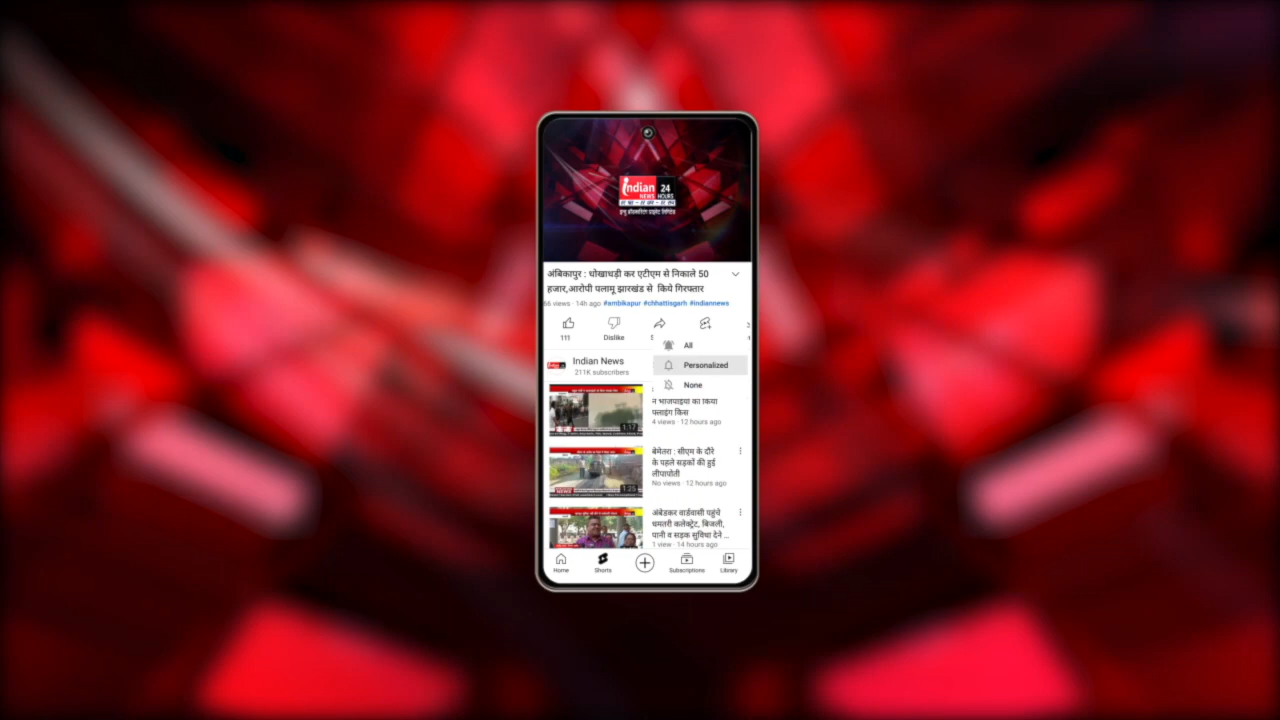 Indian
NEWS
24
HOURS
अंबिकापुर : धोखाधड़ी कर एटीएम से निकाले 50
हजार,आरोपी पलामू झारखंड से किये गिरफ्तार
66 views · 14h ago #ambikapur #chhattisgarh #indiannews
111
Dislike
All
Personalized
None
Indian News
211K subscribers
1:17
न भाजपाइयों का किया
फ्लाइंग किस
4 views · 12 hours ago
1:25
बेमेतरा : सीएम के दौरे
के पहले सड़कों की हुई
लीपापोती
No views · 12 hours ago
अंबेडकर वार्डवासी पहुंचे
धमतरी कलेक्ट्रेट, बिजली,
पानी व सड़क सुविधा देने ...
1 view · 14 hours ago
Home
Shorts
Subscriptions
Library